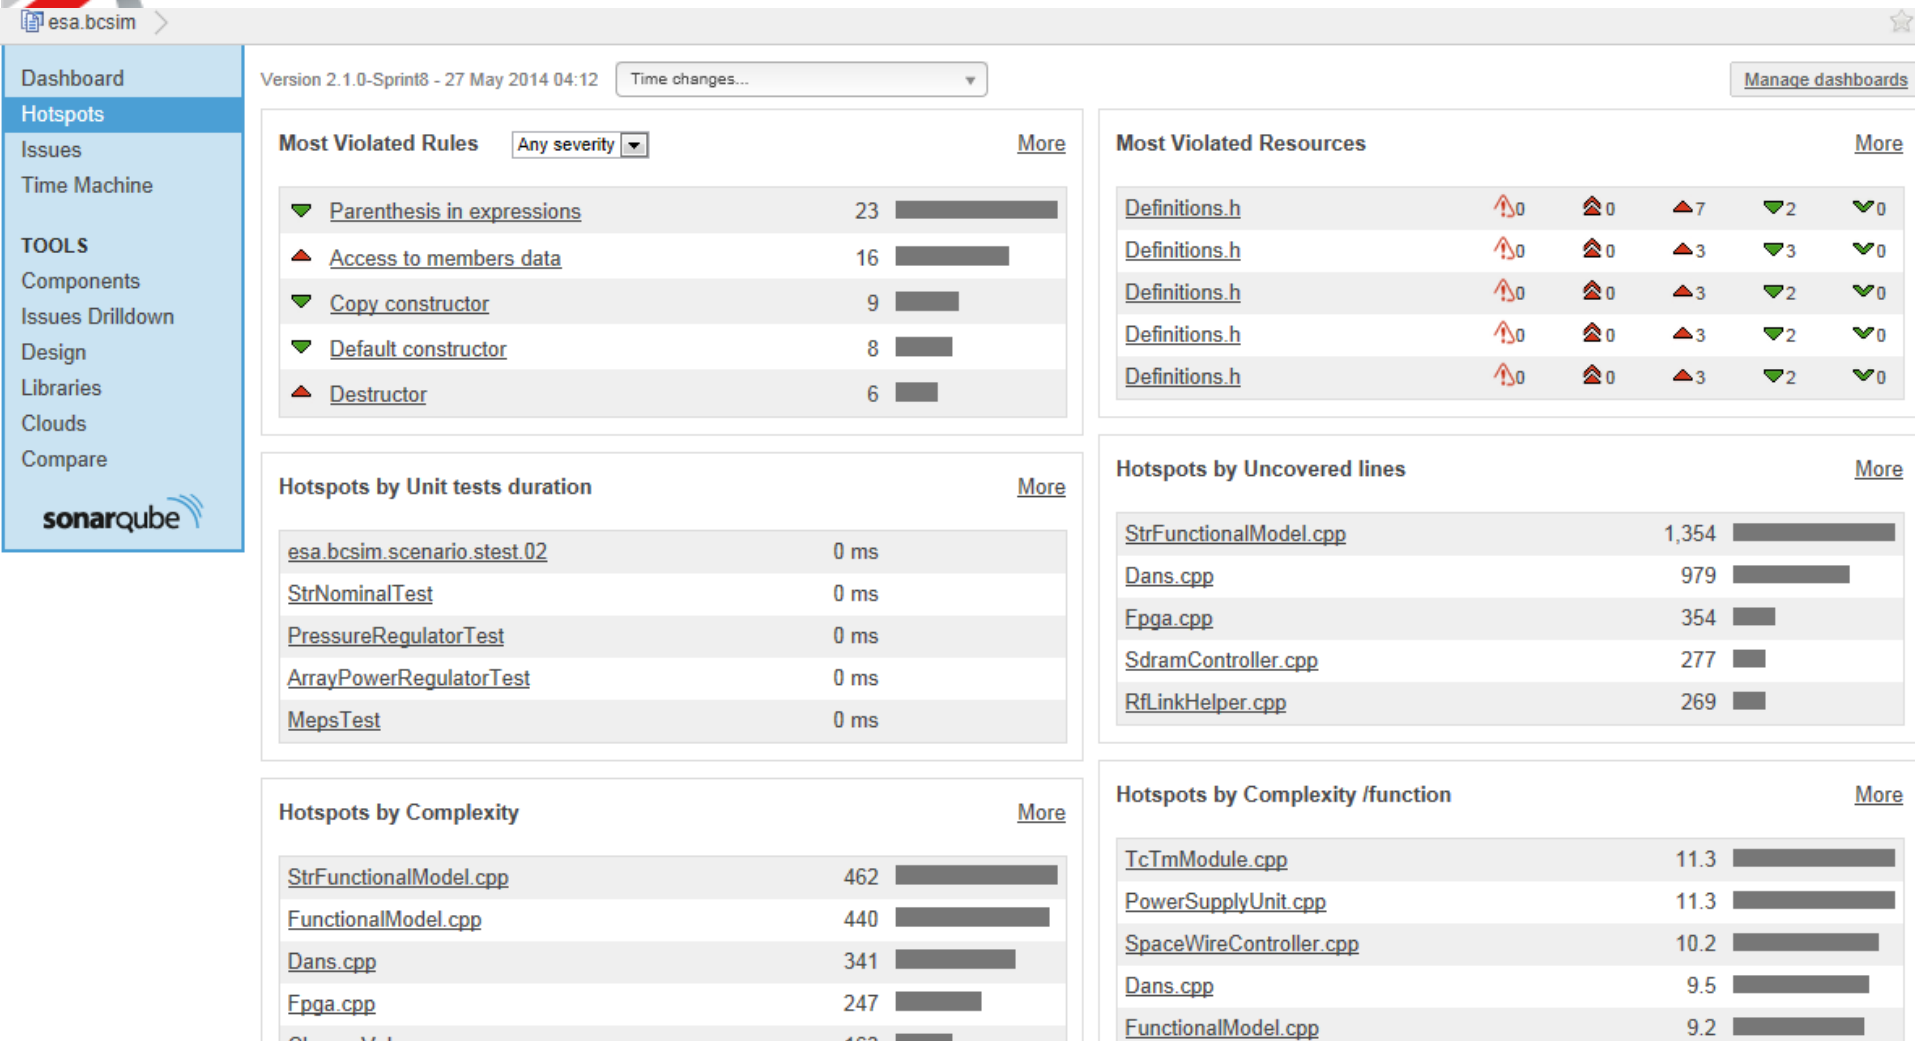 esa.bcsim
Dashboard
Hotspots
Issues
Time Machine
TOOLS
Components
Issues Drilldown
Design
Libraries
Clouds
Compare
sonarqube
Version 2.1.0-Sprint8 - 27 May 2014 04:12
Time changes...
Manage dashboards
Most Violated Rules Any severity More
Parenthesis in expressions 23
Access to members data 16
Copy constructor 9
Default constructor 8
Destructor 6
Hotspots by Unit tests duration More
esa.bcsim.scenario.stest.02 0 ms
StrNominalTest 0 ms
PressureRegulatorTest 0 ms
ArrayPowerRegulatorTest 0 ms
MepsTest 0 ms
Hotspots by Complexity More
StrFunctionalModel.cpp 462
FunctionalModel.cpp 440
Dans.cpp 341
Fpga.cpp 247
Most Violated Resources More
Definitions.h 0 0 7 2 0
Definitions.h 0 0 3 3 0
Definitions.h 0 0 3 2 0
Definitions.h 0 0 3 2 0
Definitions.h 0 0 3 2 0
Hotspots by Uncovered lines More
StrFunctionalModel.cpp 1,354
Dans.cpp 979
Fpga.cpp 354
SdramController.cpp 277
RfLinkHelper.cpp 269
Hotspots by Complexity /function More
TcTmModule.cpp 11.3
PowerSupplyUnit.cpp 11.3
SpaceWireController.cpp 10.2
Dans.cpp 9.5
FunctionalModel.cpp 9.2